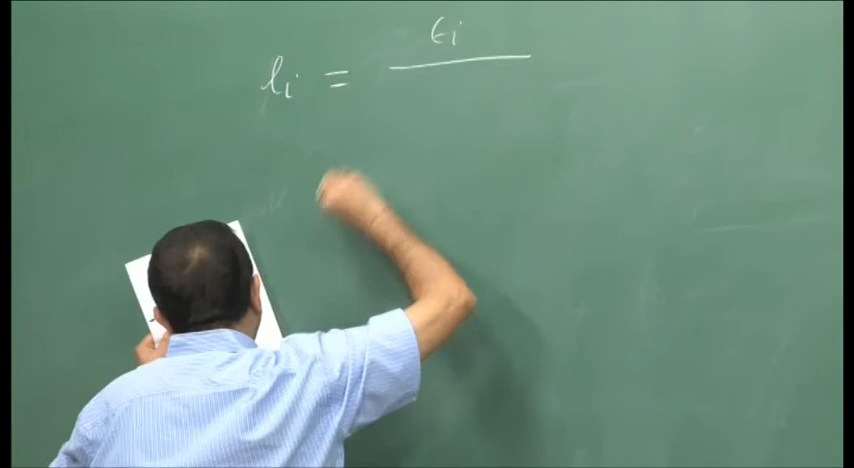 ℓᵢ = ϵᵢ /